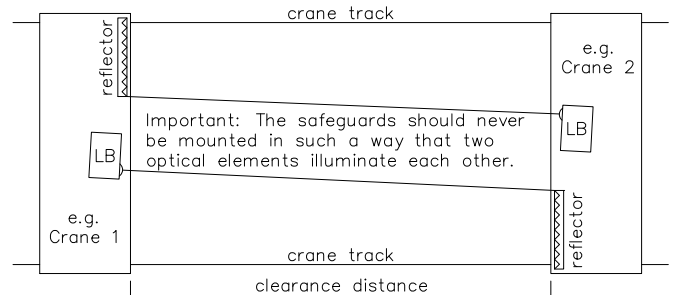 crane track
reflector
e.g.
Crane 2
Important: The safeguards should never
be mounted in such a way that two
optical elements illuminate each other.
LB
LB
e.g.
Crane 1
reflector
crane track
clearance distance